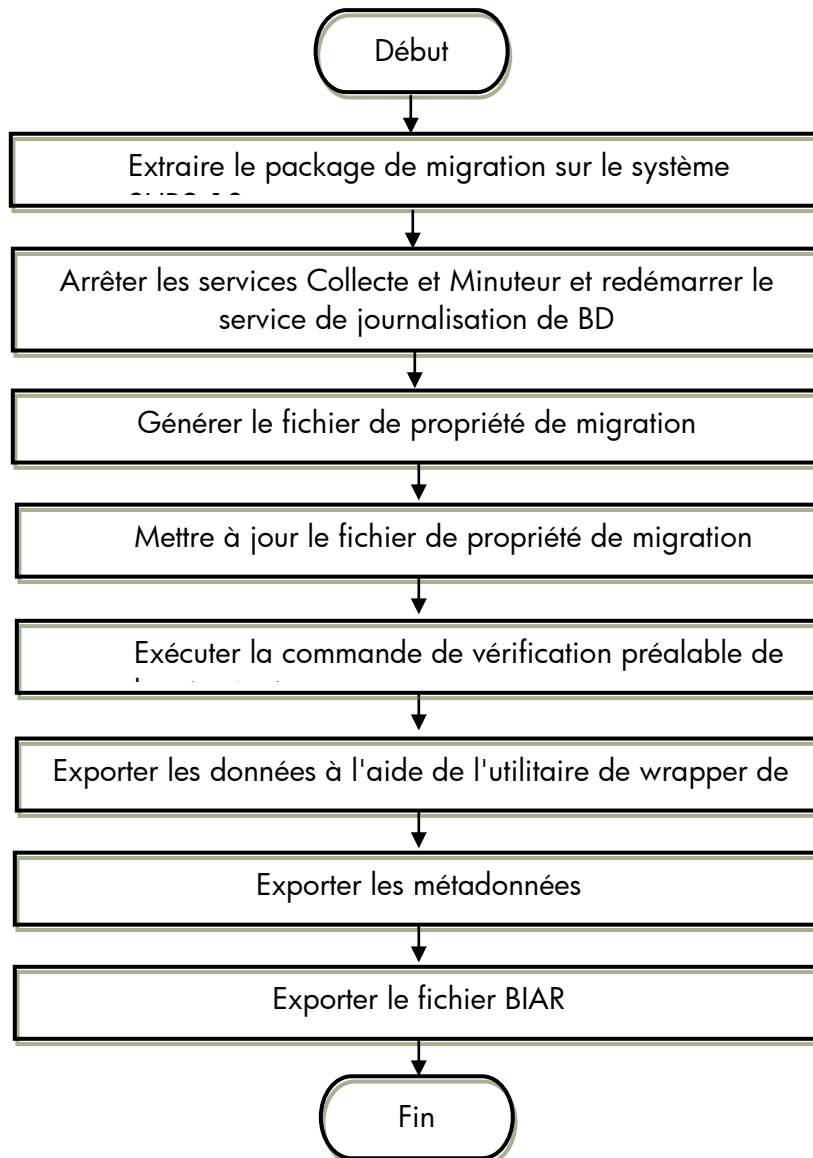 Début
Extraire le package de migration sur le système
Arrêter les services Collecte et Minuteur et redémarrer le
service de journalisation de BD
Générer le fichier de propriété de migration
Mettre à jour le fichier de propriété de migration
Exécuter la commande de vérification préalable de
Exporter les données à l'aide de l'utilitaire de wrapper de
Exporter les métadonnées
Exporter le fichier BIAR
Fin